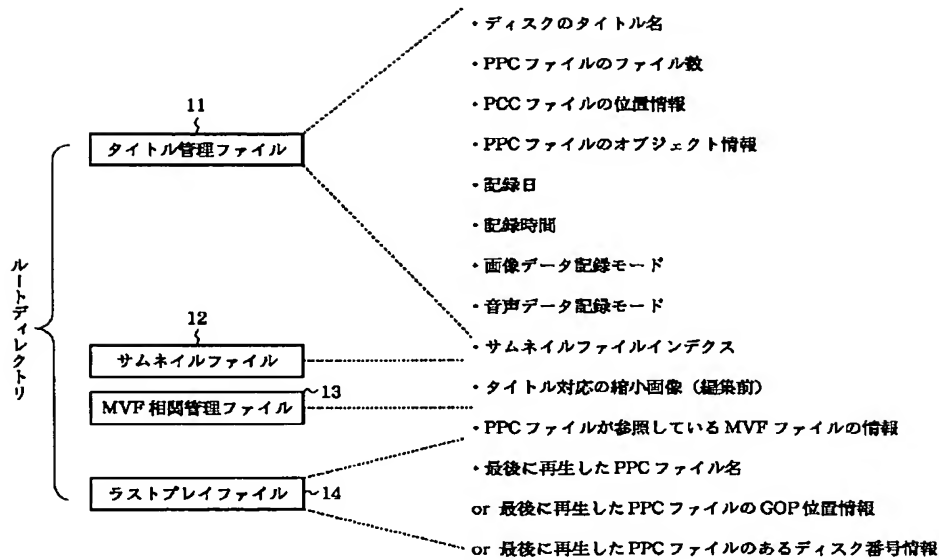 ・ディスクのタイトル名
・PPCファイルのファイル数
11
・PCCファイルの位置情報
タイトル管理ファイル
・PPCファイルのオブジェクト情報
・記録日
・記録時間
・画像データ記録モード
・音声データ記録モード
ルートディレクトリ
12
・サムネイルファイルインデクス
サムネイルファイル
・タイトル対応の縮小画像（編集前）
13
MVF相関管理ファイル
・PPCファイルが参照しているMVFファイルの情報
・最後に再生したPPCファイル名
ラストプレイファイル
14
or 最後に再生したPPCファイルのGOP位置情報
or 最後に再生したPPCファイルのあるディスク番号情報